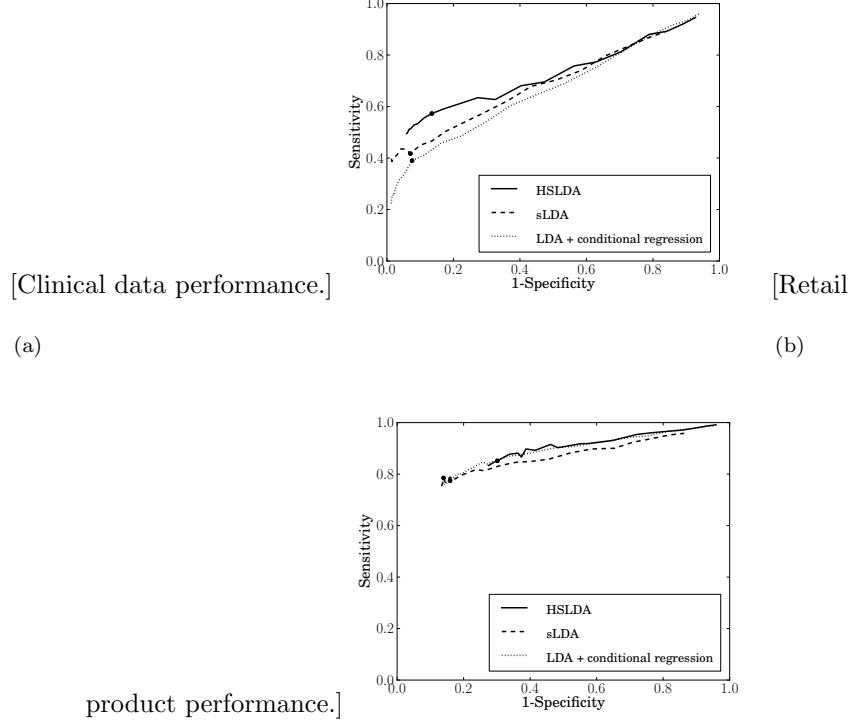 1.0
0.8
0.6
0.4
0.2
0.0
Sensitivity
HSLDA
sLDA
LDA + conditional regression
0.0 0.2 0.4 0.6 0.8 1.0
1-Specificity
[Clinical data performance.]
[Retail
(a)
(b)
1.0
0.8
0.6
0.4
0.2
0.0
Sensitivity
HSLDA
sLDA
LDA + conditional regression
0.0 0.2 0.4 0.6 0.8 1.0
1-Specificity
product performance.]